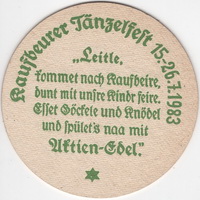 Kaufbeurer Tänzelfest 15.-26.7.1983
„Leitle,
kommet nach Kaufbeire,
dunt mit unsre Kindr feire.
Esset Göckele und Knödel
und spület's naa mit
Aktien-Edel."